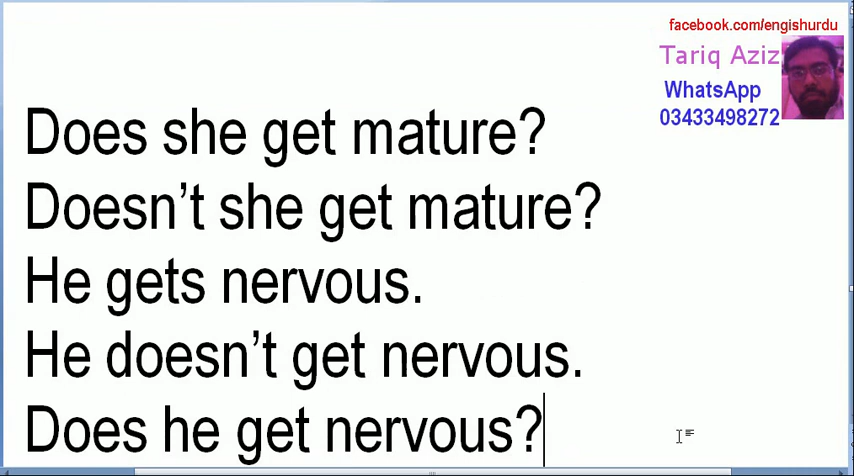 facebook.com/engishurdu
Tariq Aziz
WhatsApp
03433498272
Does she get mature?
Doesn’t she get mature?
He gets nervous.
He doesn’t get nervous.
Does he get nervous?